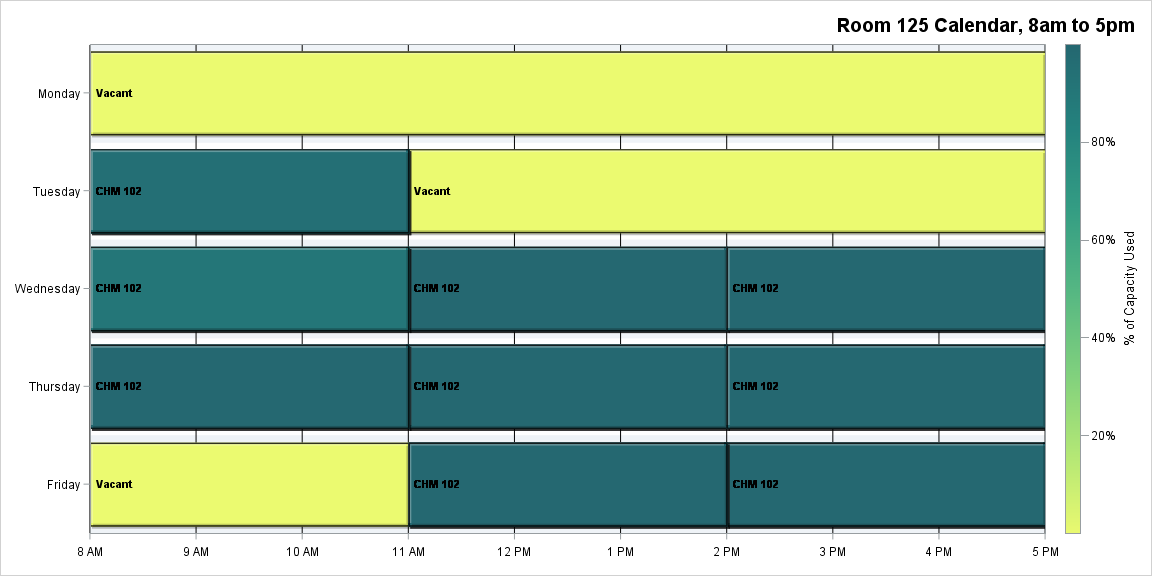 Room 125 Calendar, 8am to 5pm
Monday
Vacant
Tuesday
CHM 102
Vacant
Wednesday
CHM 102
CHM 102
CHM 102
Thursday
CHM 102
CHM 102
CHM 102
Friday
Vacant
CHM 102
CHM 102
8 AM
9 AM
10 AM
11 AM
12 PM
1 PM
2 PM
3 PM
4 PM
5 PM
80%
60%
40%
20%
% of Capacity Used